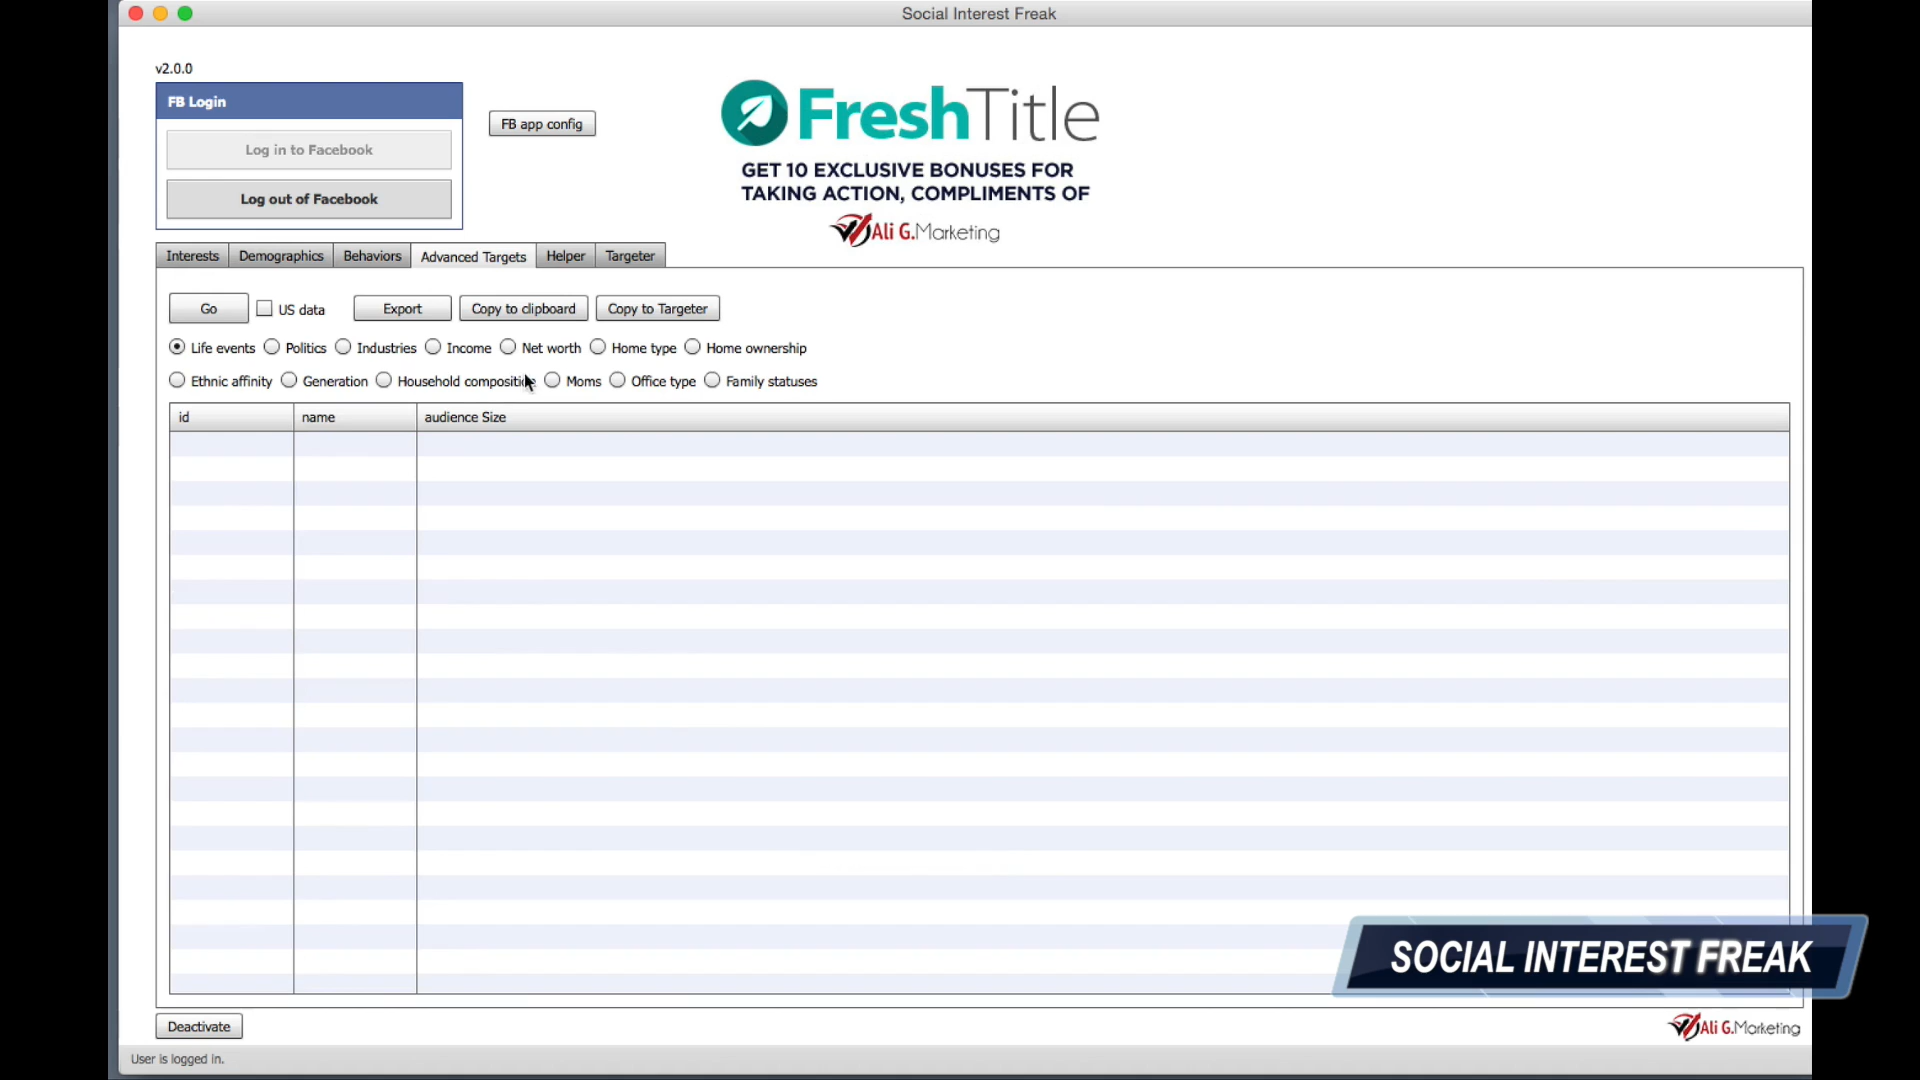 Social Interest Freak
v2.0.0
FB Login
Log in to Facebook
Log out of Facebook
FB app config
FreshTitle
GET 10 EXCLUSIVE BONUSES FOR
TAKING ACTION, COMPLIMENTS OF
Ali G.Marketing
Interests Demographics Behaviors Advanced Targets Helper Targeter
Go US data Export Copy to clipboard Copy to Targeter
Life events Politics Industries Income Net worth Home type Home ownership
Ethnic affinity Generation Household Moms Office type Family statuses
id name audience Size
SOCIAL INTEREST FREAK
Deactivate
Ali G.Marketing
User is logged in.